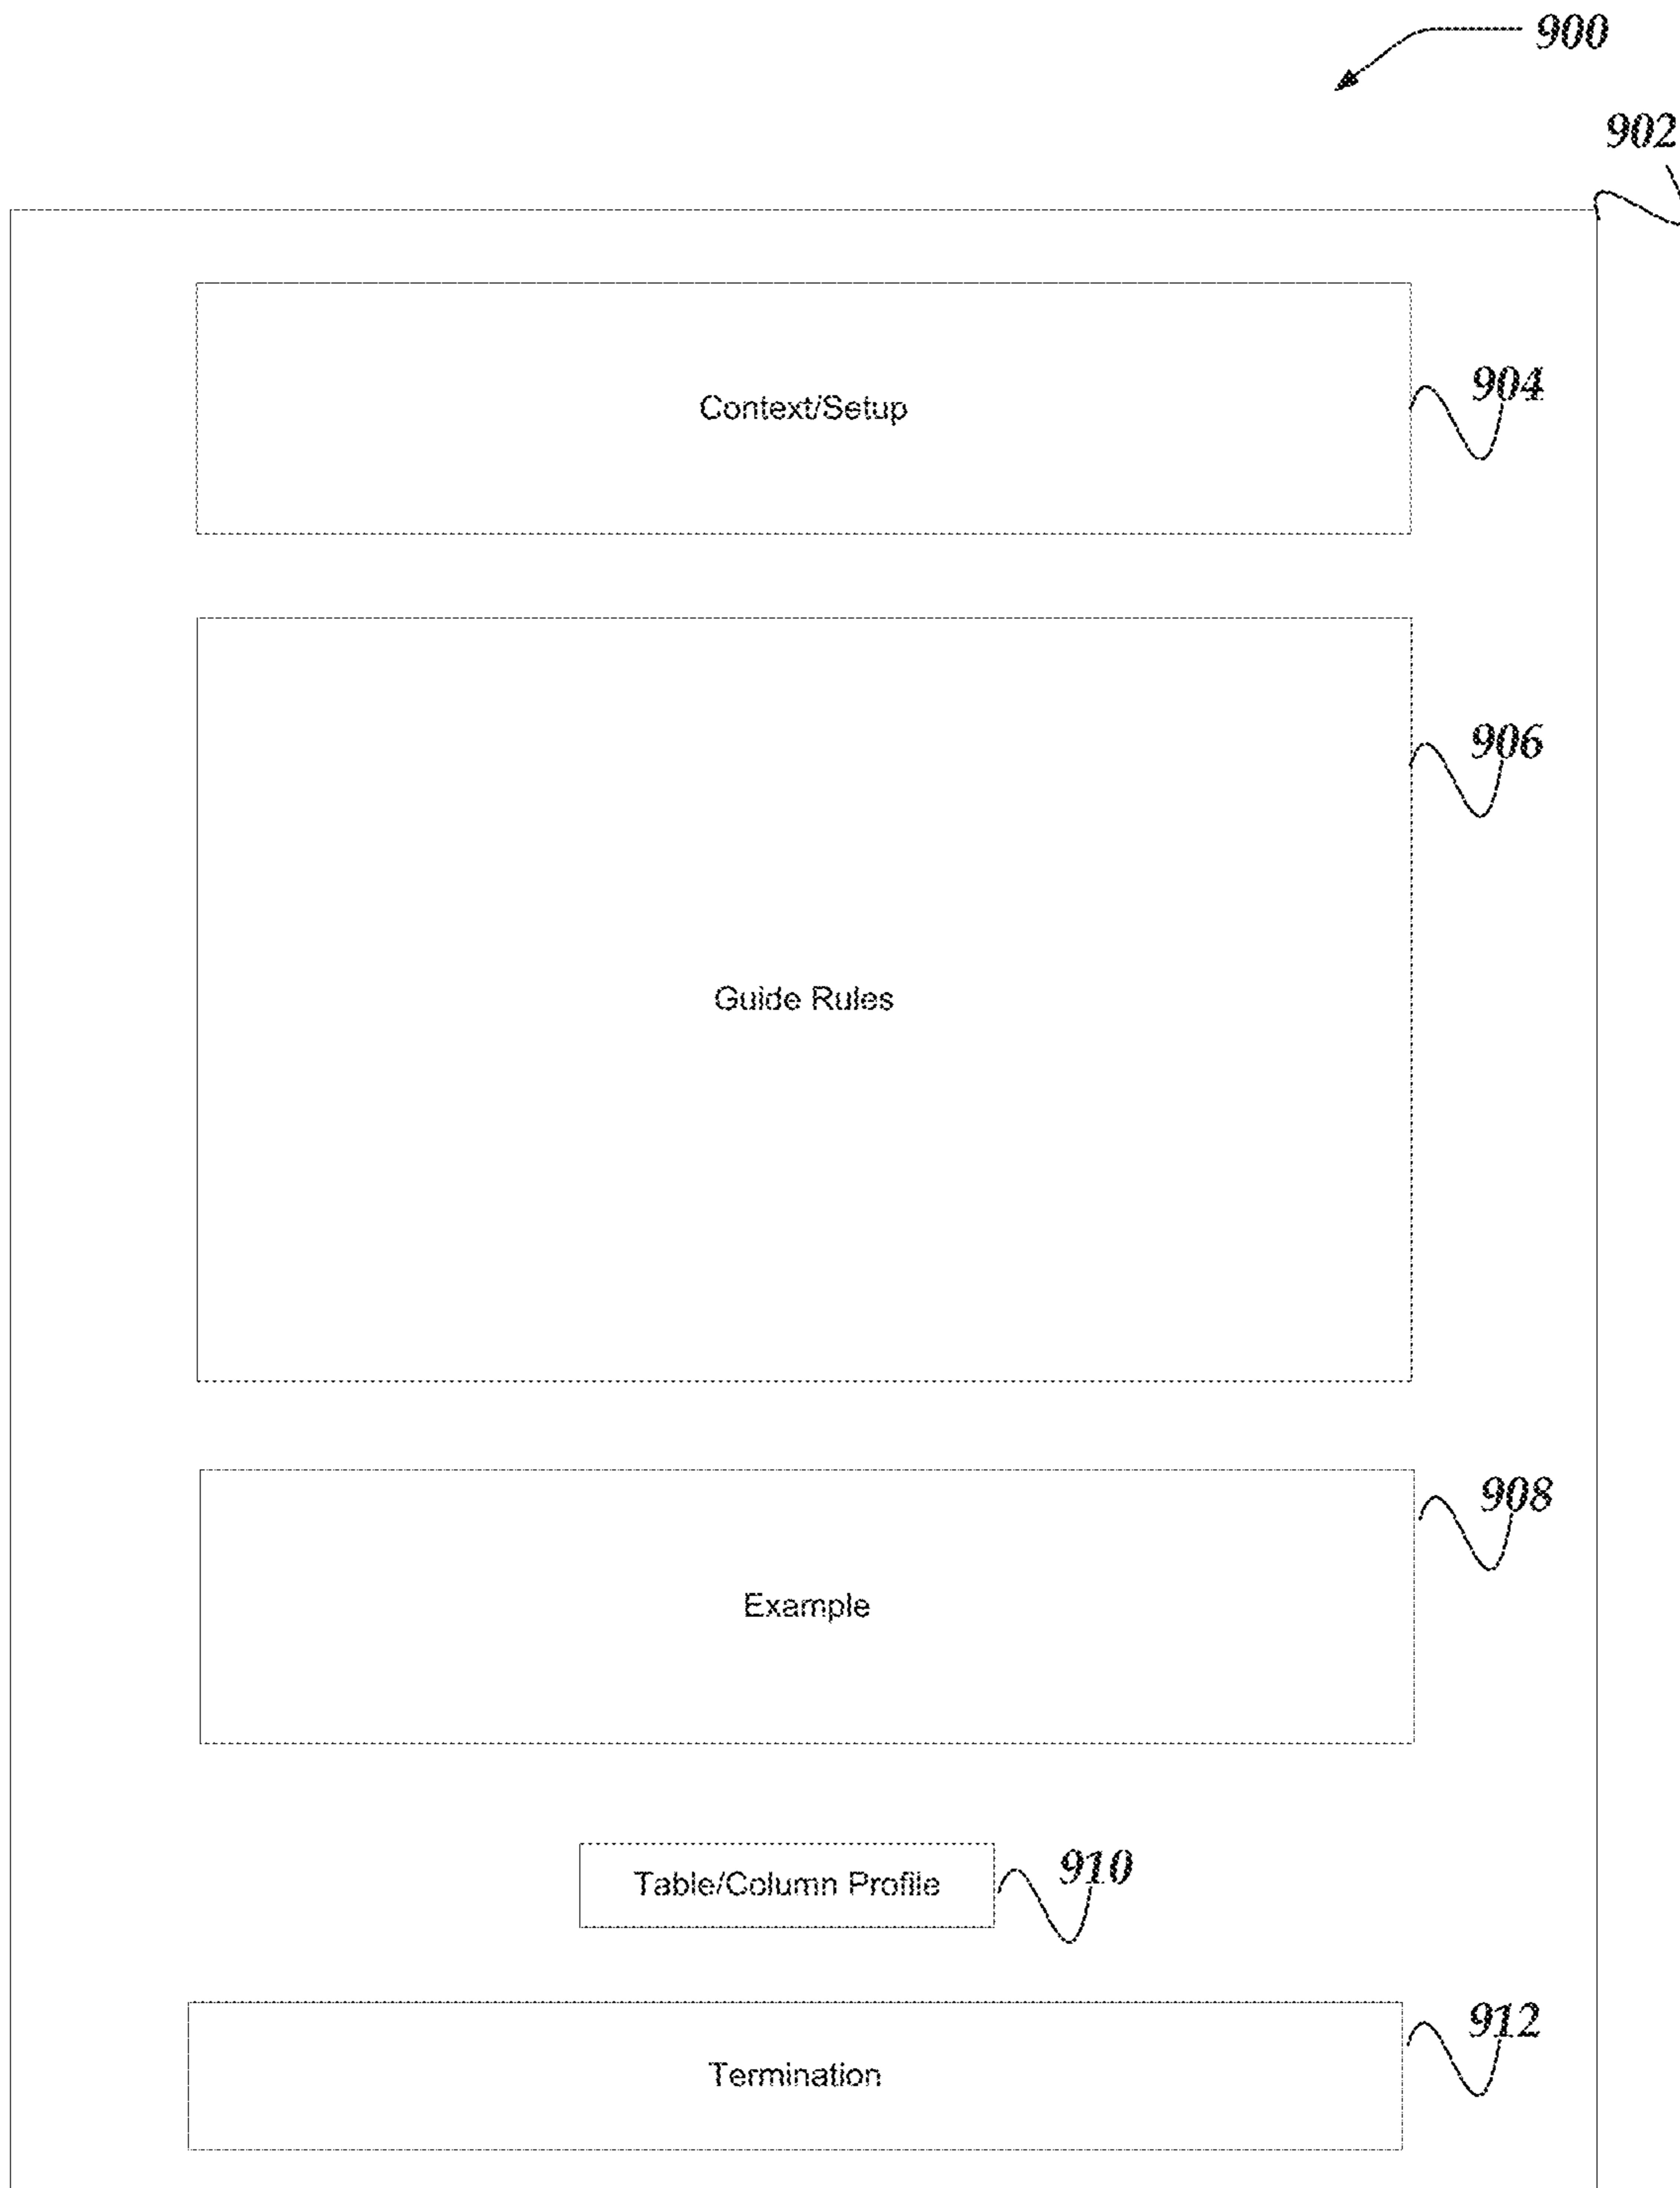 900
902
Context/Setup
904
906
Guide Rules
908
Example
Table/Column Profile
910
912
Termination